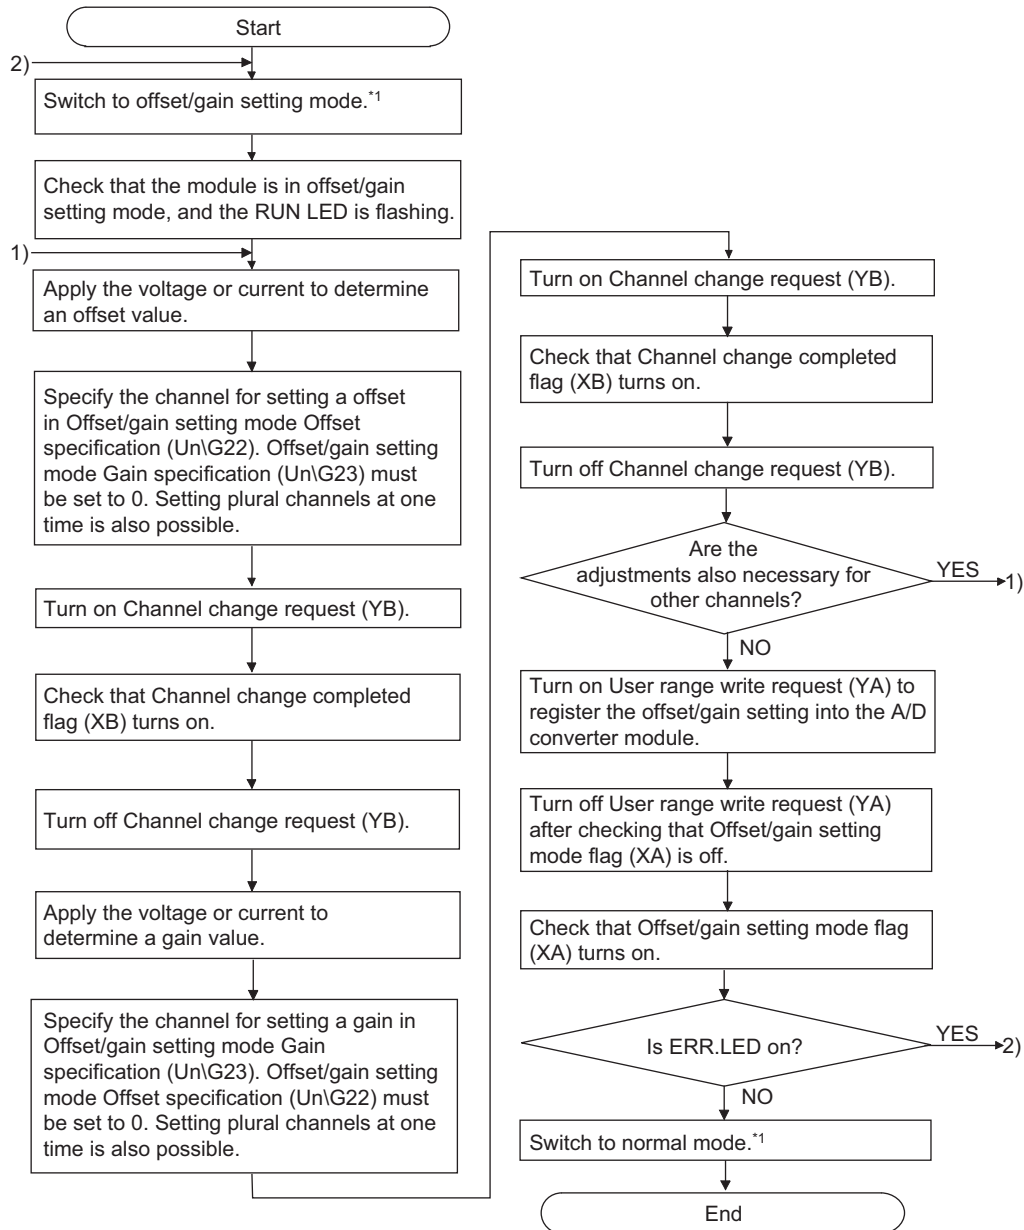 Start
2)
Switch to offset/gain setting mode.*1
Check that the module is in offset/gain
setting mode, and the RUN LED is flashing.
1)
Apply the voltage or current to determine
an offset value.
Specify the channel for setting a offset
in Offset/gain setting mode Offset
specification (Un\G22). Offset/gain setting
mode Gain specification (Un\G23) must
be set to 0. Setting plural channels at one
time is also possible.
Turn on Channel change request (YB).
Check that Channel change completed
flag (XB) turns on.
Turn off Channel change request (YB).
Apply the voltage or current to
determine a gain value.
Specify the channel for setting a gain in
Offset/gain setting mode Gain
specification (Un\G23). Offset/gain setting
mode Offset specification (Un\G22) must
be set to 0. Setting plural channels at one
time is also possible.
Turn on Channel change request (YB).
Check that Channel change completed
flag (XB) turns on.
Turn off Channel change request (YB).
Are the
adjustments also necessary for
other channels?
YES
1)
NO
Turn on User range write request (YA) to
register the offset/gain setting into the A/D
converter module.
Turn off User range write request (YA)
after checking that Offset/gain setting
mode flag (XA) is off.
Check that Offset/gain setting mode flag
(XA) turns on.
Is ERR.LED on?
YES
2)
NO
Switch to normal mode.*1
End